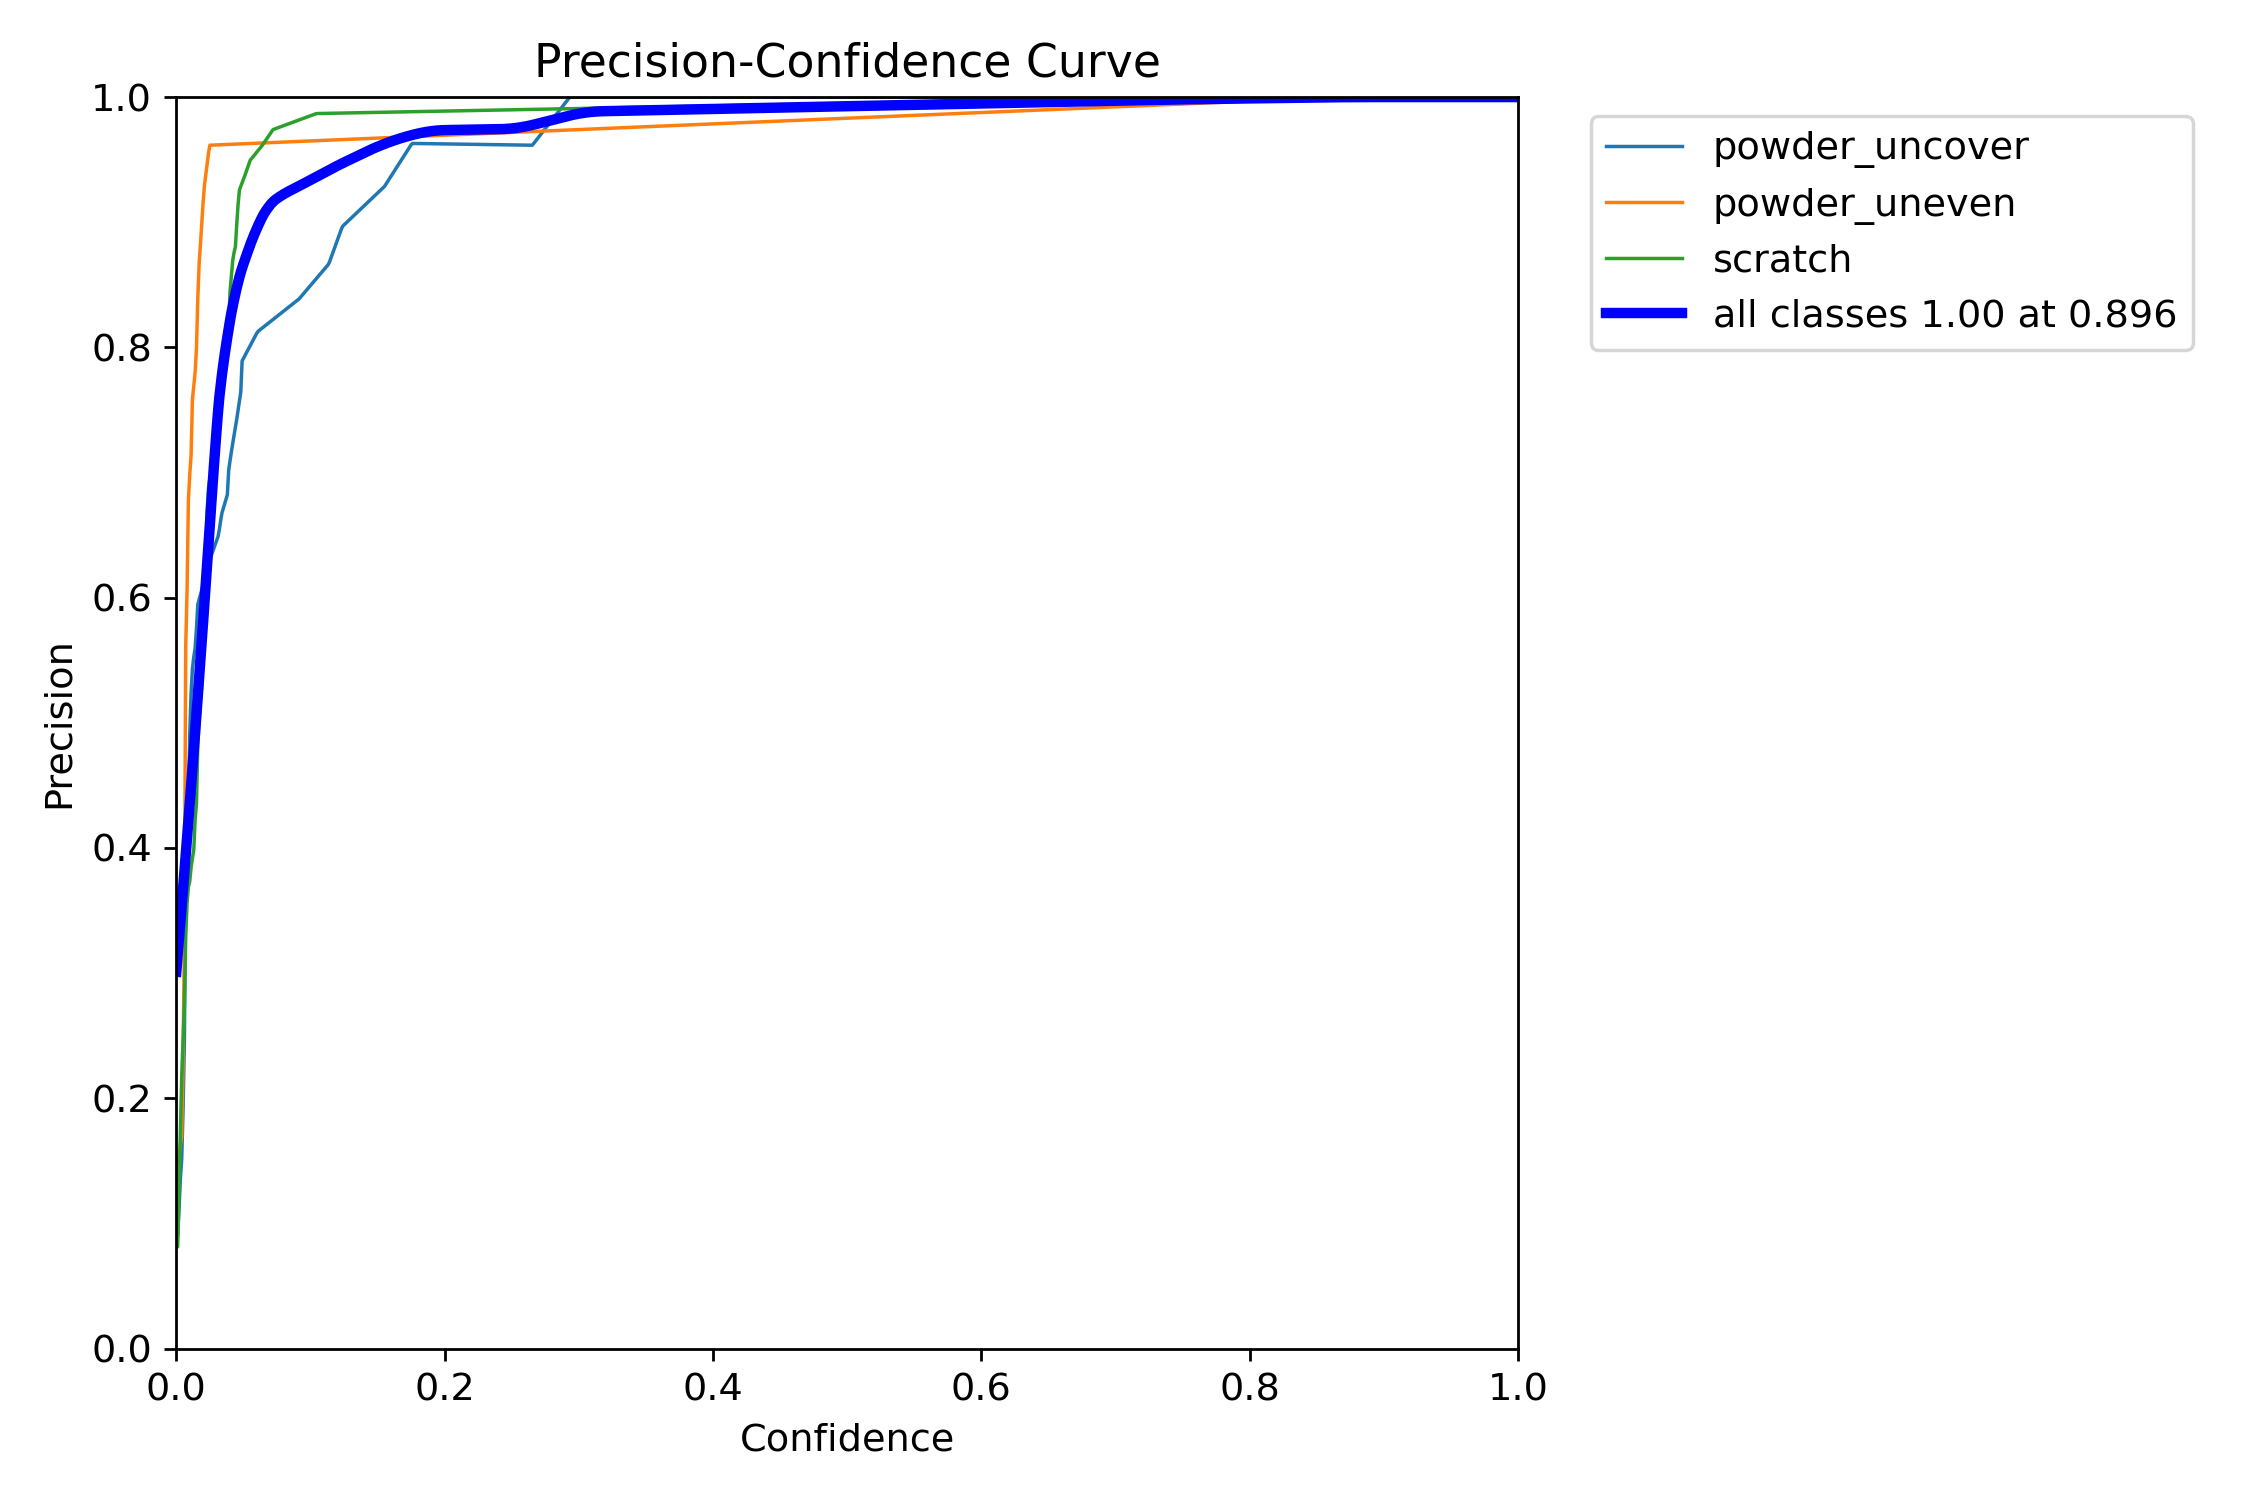 Precision-Confidence Curve
1.0
0.8
0.6
0.4
0.2
0.0
Precision
0.0 0.2 0.4 0.6 0.8 1.0
Confidence
powder_uncover
powder_uneven
scratch
all classes 1.00 at 0.896